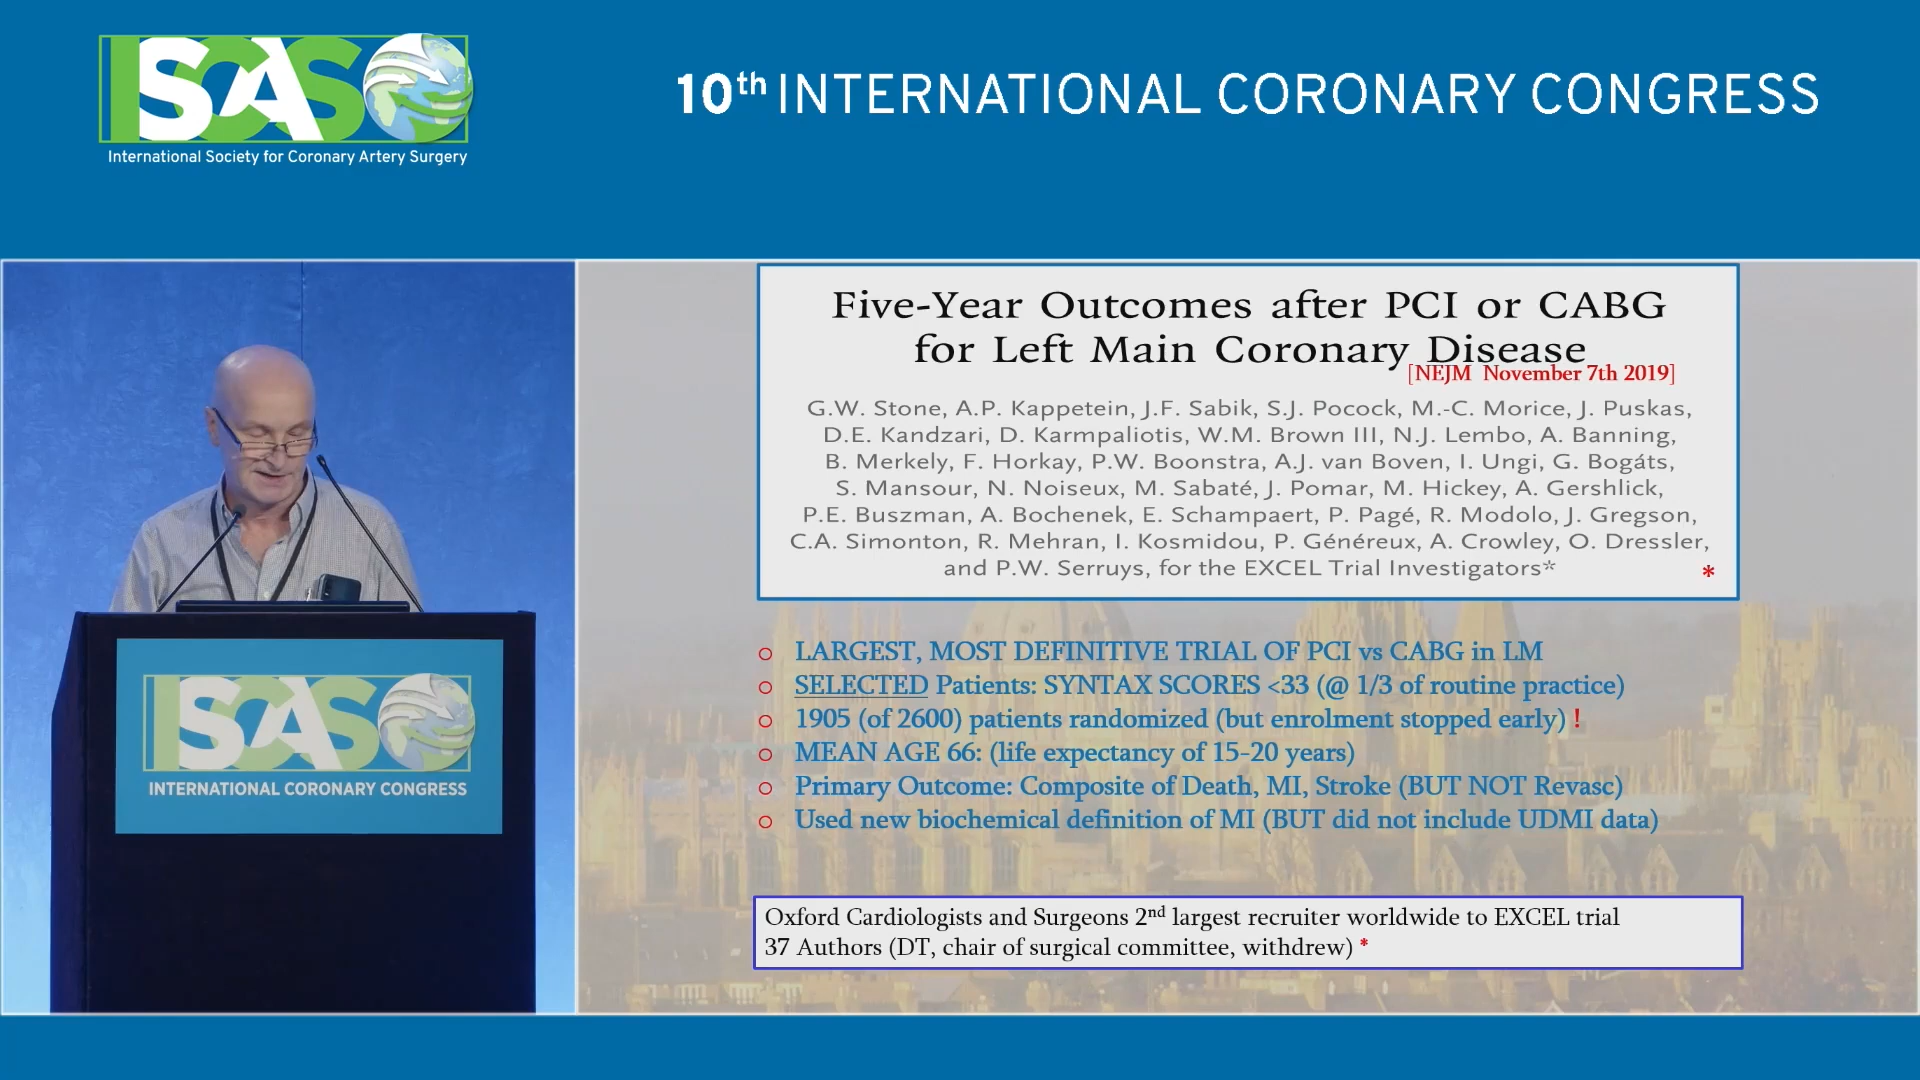 ISCAS
International Society for Coronary Artery Surgery
10th INTERNATIONAL CORONARY CONGRESS
ISCAS
INTERNATIONAL CORONARY CONGRESS
Five-Year Outcomes after PCI or CABG
for Left Main Coronary Disease
[NEJM November 7th 2019]
G.W. Stone, A.P. Kappetein, J.F. Sabik, S.J. Pocock, M.-C. Morice, J. Puskas,
D.E. Kandzari, D. Karmpaliotis, W.M. Brown III, N.J. Lembo, A. Banning,
B. Merkely, F. Horkay, P.W. Boonstra, A.J. van Boven, I. Ungi, G. Bogáts,
S. Mansour, N. Noiseux, M. Sabaté, J. Pomar, M. Hickey, A. Gershlick,
P.E. Buszman, A. Bochenek, E. Schampaert, P. Pagé, R. Modolo, J. Gregson,
C.A. Simonton, R. Mehran, I. Kosmidou, P. Généreux, A. Crowley, O. Dressler,
and P.W. Serruys, for the EXCEL Trial Investigators* *
o LARGEST, MOST DEFINITIVE TRIAL OF PCI vs CABG in LM
o SELECTED Patients: SYNTAX SCORES <33 (@ 1/3 of routine practice)
o 1905 (of 2600) patients randomized (but enrolment stopped early) !
o MEAN AGE 66: (life expectancy of 15-20 years)
o Primary Outcome: Composite of Death, MI, Stroke (BUT NOT Revasc)
o Used new biochemical definition of MI (BUT did not include UDMI data)
Oxford Cardiologists and Surgeons 2nd largest recruiter worldwide to EXCEL trial
37 Authors (DT, chair of surgical committee, withdrew) *